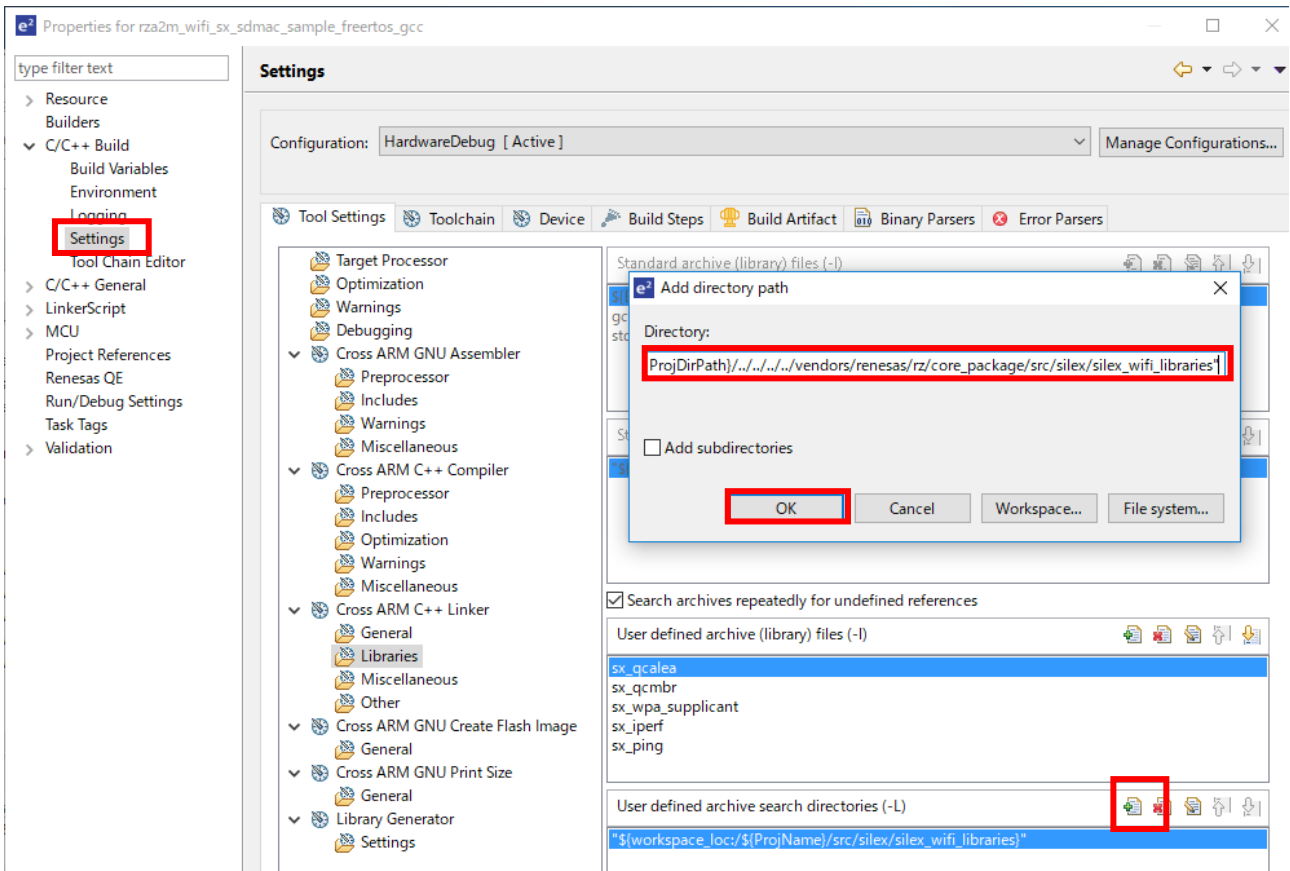 e² Properties for rza2m_wifi_sx_sdmac_sample_freertos_gcc
type filter text
Resource
Builders
C/C++ Build
Build Variables
Environment
Logging
Settings
Tool Chain Editor
C/C++ General
LinkerScript
MCU
Project References
Renesas QE
Run/Debug Settings
Task Tags
Validation
Settings
Configuration: HardwareDebug [ Active ] Manage Configurations...
Tool Settings Toolchain Device Build Steps Build Artifact Binary Parsers Error Parsers
Target Processor
Optimization
Warnings
Debugging
Cross ARM GNU Assembler
Preprocessor
Includes
Warnings
Miscellaneous
Cross ARM C++ Compiler
Preprocessor
Includes
Optimization
Warnings
Miscellaneous
Cross ARM C++ Linker
General
Libraries
Miscellaneous
Other
Cross ARM GNU Create Flash Image
General
Cross ARM GNU Print Size
General
Library Generator
Settings
Standard archive (library) files (-l)
e² Add directory path
Directory:
ProjDirPath}/../../../../vendors/renesas/rz/core_package/src/silex/silex_wifi_libraries"
Add subdirectories
OK Cancel Workspace... File system...
Search archives repeatedly for undefined references
User defined archive (library) files (-l)
sx_qcalea
sx_qcmbr
sx_wpa_supplicant
sx_iperf
sx_ping
User defined archive search directories (-L)
"${workspace_loc:/${ProjName}/src/silex/silex_wifi_libraries}"